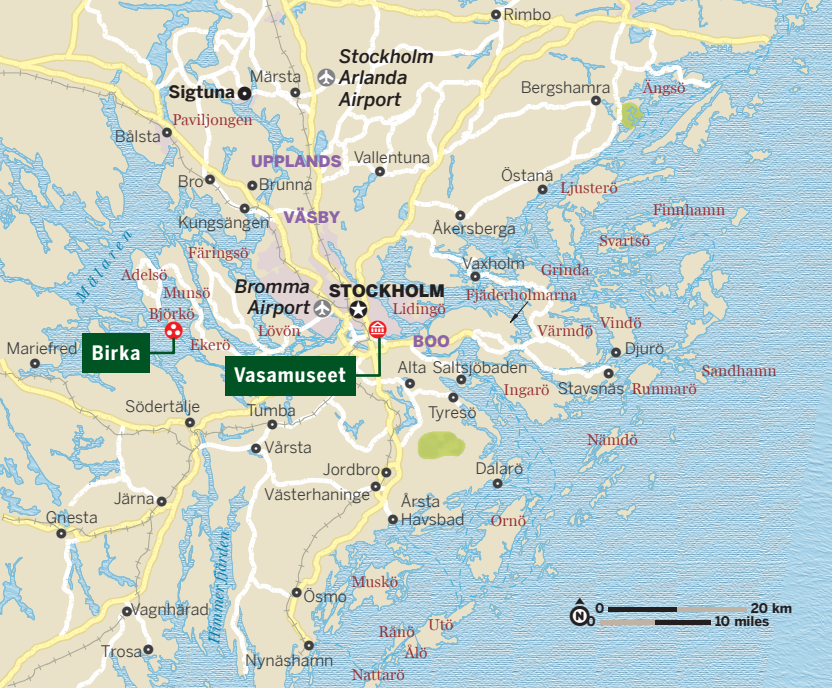 Rimbo
Stockholm
Arlanda
Airport
Märsta
Sigtuna
Bergshamra
Ängsö
Paviljongen
Bålsta
UPPLANDS
Vallentuna
Bro
Brunna
Östanå
Ljusterö
Finnhamn
Kungsängen
VÄSBY
Åkersberga
Svartsö
Mälaren
Färingsö
Vaxholm
Grinda
Adelsö
Munsö
Bromma
Airport
STOCKHOLM
Fjäderholmarna
Lidingö
Björkö
Lövön
Värmdö
Vindö
Ekerö
BOO
Mariefred
Birka
Djurö
Vasamuseet
Alta
Saltsjöbaden
Sandhamn
Ingarö
Stavsnäs
Runmarö
Södertälje
Tumba
Tyresö
Vårsta
Nämdö
Jordbro
Dalarö
Västerhaninge
Järna
Årsta
Havsbad
Gnesta
Ornö
Himmerfjärden
Muskö
Ösmo
Vagnhärad
Utö
Rånö
Ålö
Trosa
Nynäshamn
Nattarö
N
0
20 km
0
10 miles